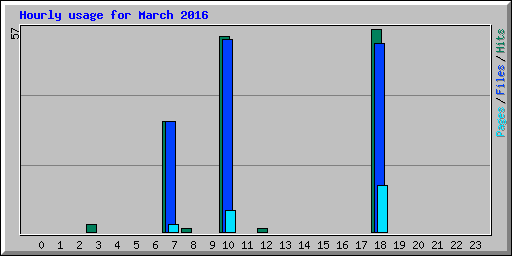 Hourly usage for March 2016
57
Pages/Files/Hits
0 1 2 3 4 5 6 7 8 9 10 11 12 13 14 15 16 17 18 19 20 21 22 23